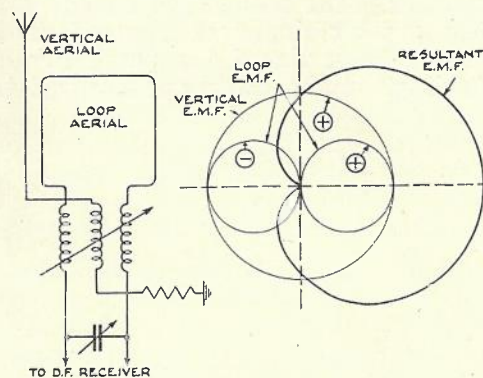 VERTICAL
AERIAL
LOOP
AERIAL
TO D.F. RECEIVER
LOOP
E.M.F.
VERTICAL
E.M.F.
RESULTANT
E.M.F.
+
−
+